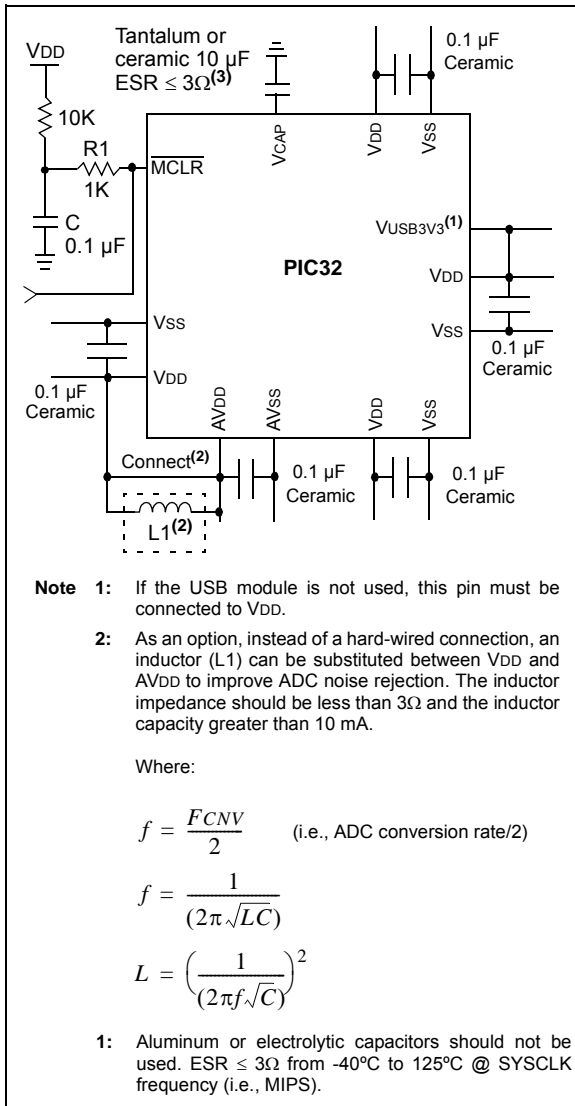 VDD
Tantalum or
ceramic 10 µF
ESR ≤ 3Ω(3)
0.1 µF
Ceramic
10K
R1
1K
C
0.1 µF
MCLR
VCAP
VDD
VSS
VUSB3V3(1)
PIC32
VDD
VSS
0.1 µF
Ceramic
VSS
VDD
0.1 µF
Ceramic
AVDD
AVSS
VDD
VSS
Connect(2)
L1(2)
0.1 µF
Ceramic
0.1 µF
Ceramic
Note 1: If the USB module is not used, this pin must be
connected to VDD.
2: As an option, instead of a hard-wired connection, an
inductor (L1) can be substituted between VDD and
AVDD to improve ADC noise rejection. The inductor
impedance should be less than 3Ω and the inductor
capacity greater than 10 mA.
Where:
f = FCNV / 2 (i.e., ADC conversion rate/2)
f = 1 / (2π√LC)
L = (1 / (2πf√C))²
1: Aluminum or electrolytic capacitors should not be
used. ESR ≤ 3Ω from -40ºC to 125ºC @ SYSCLK
frequency (i.e., MIPS).